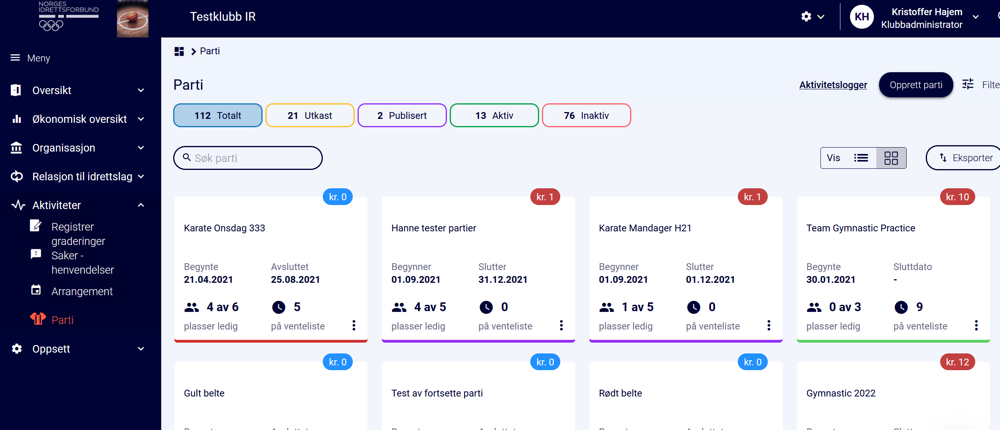 NORGES
IDRETTSFORBUND
Testklubb IR
KH
Kristoffer Hajem
Klubbadministrator
Meny
Oversikt
Økonomisk oversikt
Organisasjon
Relasjon til idrettslag
Aktiviteter
Registrer
graderinger
Saker -
henvendelser
Arrangement
Parti
Oppsett
Parti
Parti
Aktivitetslogger
Opprett parti
Filte
112 Totalt
21 Utkast
2 Publisert
13 Aktiv
76 Inaktiv
Søk parti
Vis
Eksporter
kr. 0
Karate Onsdag 333
Begynte
Avsluttet
21.04.2021
25.08.2021
4 av 6
5
plasser ledig
på venteliste
kr. 1
Hanne tester partier
Begynner
Slutter
01.09.2021
31.12.2021
4 av 5
0
plasser ledig
på venteliste
kr. 1
Karate Mandager H21
Begynner
Slutter
01.09.2021
01.12.2021
1 av 5
0
plasser ledig
på venteliste
kr. 10
Team Gymnastic Practice
Begynte
Sluttdato
30.01.2021
-
0 av 3
9
plasser ledig
på venteliste
kr. 0
Gult belte
kr. 0
Test av fortsette parti
kr. 0
Rødt belte
kr. 12
Gymnastic 2022